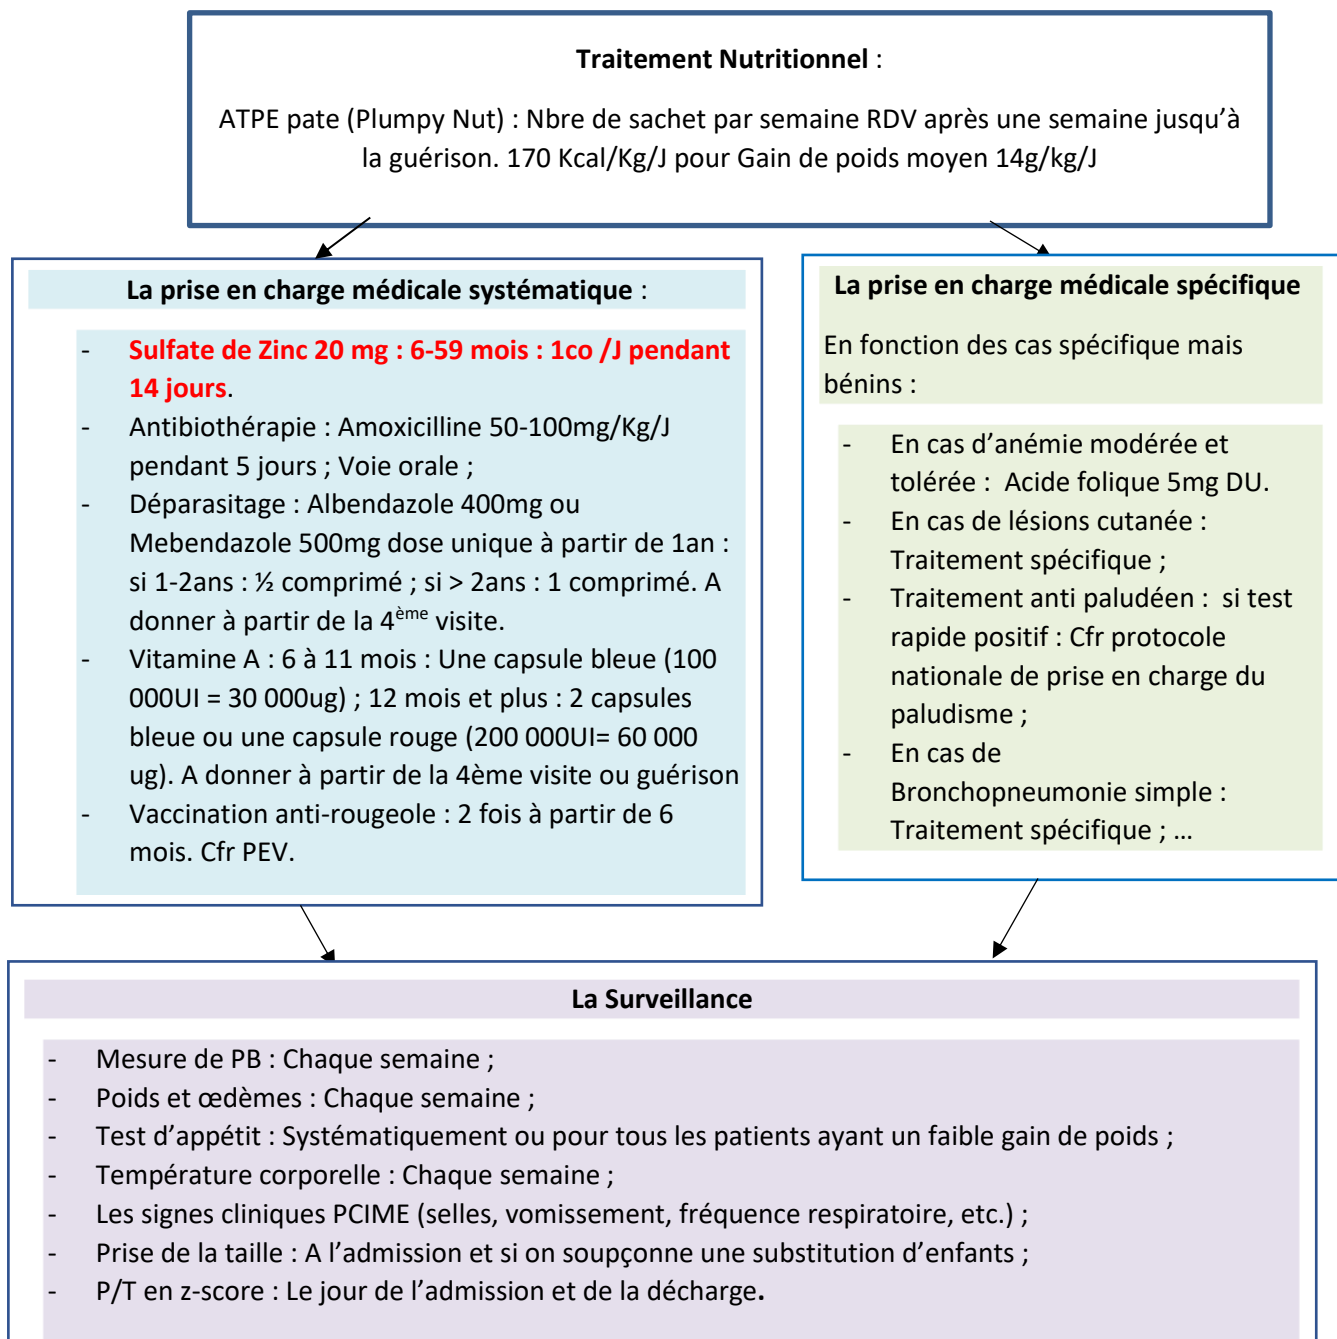 Traitement Nutritionnel :
ATPE pate (Plumpy Nut) : Nbre de sachet par semaine RDV après une semaine jusqu'à
la guérison. 170 Kcal/Kg/J pour Gain de poids moyen 14g/kg/J
La prise en charge médicale systématique :
- Sulfate de Zinc 20 mg : 6-59 mois : 1co /J pendant
14 jours.
- Antibiothérapie : Amoxicilline 50-100mg/Kg/J
pendant 5 jours ; Voie orale ;
- Déparasitage : Albendazole 400mg ou
Mebendazole 500mg dose unique à partir de 1an :
si 1-2ans : ½ comprimé ; si > 2ans : 1 comprimé. A
donner à partir de la 4ème visite.
- Vitamine A : 6 à 11 mois : Une capsule bleue (100
000UI = 30 000ug) ; 12 mois et plus : 2 capsules
bleue ou une capsule rouge (200 000UI= 60 000
ug). A donner à partir de la 4ème visite ou guérison
- Vaccination anti-rougeole : 2 fois à partir de 6
mois. Cfr PEV.
La prise en charge médicale spécifique
En fonction des cas spécifique mais
bénins :
- En cas d'anémie modérée et
tolérée : Acide folique 5mg DU.
- En cas de lésions cutanée :
Traitement spécifique ;
- Traitement anti paludéen : si test
rapide positif : Cfr protocole
nationale de prise en charge du
paludisme ;
- En cas de
Bronchopneumonie simple :
Traitement spécifique ; …
La Surveillance
- Mesure de PB : Chaque semaine ;
- Poids et œdèmes : Chaque semaine ;
- Test d'appétit : Systématiquement ou pour tous les patients ayant un faible gain de poids ;
- Température corporelle : Chaque semaine ;
- Les signes cliniques PCIME (selles, vomissement, fréquence respiratoire, etc.) ;
- Prise de la taille : A l'admission et si on soupçonne une substitution d'enfants ;
- P/T en z-score : Le jour de l'admission et de la décharge.